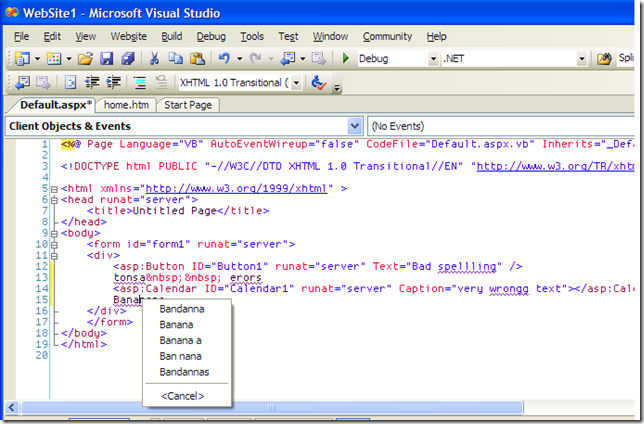 WebSite1 - Microsoft Visual Studio
File Edit View Website Build Debug Tools Test Window Community Help
Debug .NET Spli
XHTML 1.0 Transitional (
Default.aspx* home.htm Start Page
Client Objects & Events (No Events)
1 <%@ Page Language="VB" AutoEventWireup="false" CodeFile="Default.aspx.vb" Inherits="_Def
2
3 <!DOCTYPE html PUBLIC "-//W3C//DTD XHTML 1.0 Transitional//EN" "http://www.w3.org/TR/xhtm
4
5 <html xmlns="http://www.w3.org/1999/xhtml" >
6 <head runat="server">
7 <title>Untitled Page</title>
8 </head>
9 <body>
10 <form id="form1" runat="server">
11 <div>
12 <asp:Button ID="Button1" runat="server" Text="Bad spellling" />
13 tonsa&nbsp;&nbsp; erors
14 <asp:Calendar ID="Calendar1" runat="server" Caption="very wrongg text"></asp:Cale
15 Bananana
16 </div>
17 </form>
18 </body>
19 </html>
20
Bandanna
Banana
Banana a
Ban nana
Bandannas
<Cancel>